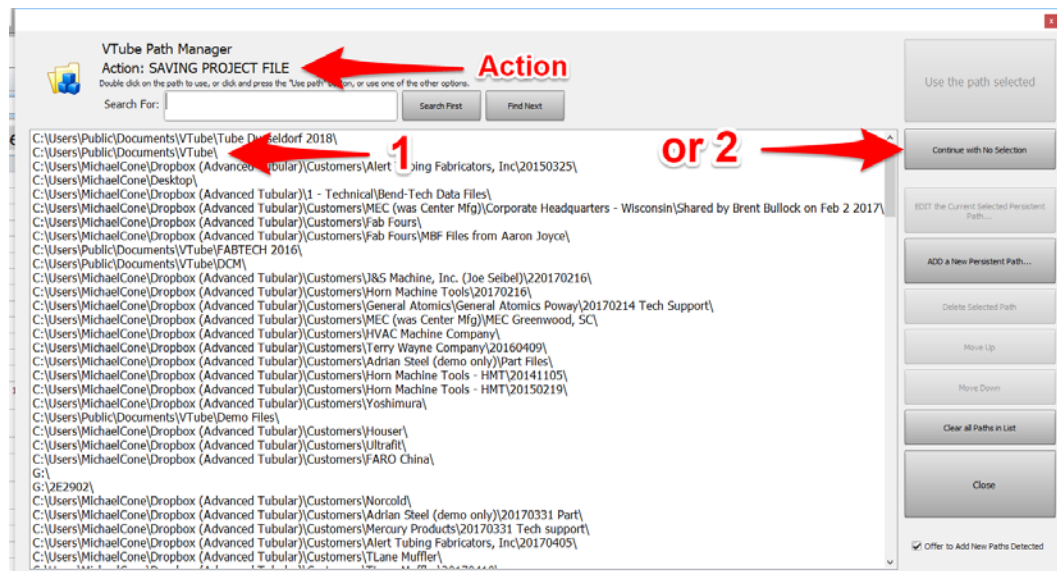 x
VTube Path Manager
Action: SAVING PROJECT FILE
Action
Double click on the path to use, or click and press the "Use path" button, or use one of the other options.
Search For:
Search First
Find Next
Use the path selected
C:\Users\Public\Documents\VTube\Tube Dusseldorf 2018\
C:\Users\Public\Documents\VTube\
1
or 2
Continue with No Selection
C:\Users\MichaelCone\Dropbox (Advanced Tubular)\Customers\Alert Tubing Fabricators, Inc\20150325\
C:\Users\MichaelCone\Desktop\
C:\Users\MichaelCone\Dropbox (Advanced Tubular)\1 - Technical\Bend-Tech Data Files\
C:\Users\MichaelCone\Dropbox (Advanced Tubular)\Customers\MEC (was Center Mfg)\Corporate Headquarters - Wisconsin\Shared by Brent Bullock on Feb 2 2017\
C:\Users\MichaelCone\Dropbox (Advanced Tubular)\Customers\Fab Fours\
C:\Users\MichaelCone\Dropbox (Advanced Tubular)\Customers\Fab Fours\MBF Files from Aaron Joyce\
C:\Users\Public\Documents\VTube\FABTECH 2016\
C:\Users\Public\Documents\VTube\DCM\
C:\Users\MichaelCone\Dropbox (Advanced Tubular)\Customers\J&S Machine, Inc. (Joe Seibel)\220170216\
C:\Users\MichaelCone\Dropbox (Advanced Tubular)\Customers\Horn Machine Tools\20170216\
C:\Users\MichaelCone\Dropbox (Advanced Tubular)\Customers\General Atomics\General Atomics Poway\20170214 Tech Support\
C:\Users\MichaelCone\Dropbox (Advanced Tubular)\Customers\MEC (was Center Mfg)\MEC Greenwood, SC\
C:\Users\MichaelCone\Dropbox (Advanced Tubular)\Customers\HVAC Machine Company\
C:\Users\MichaelCone\Dropbox (Advanced Tubular)\Customers\Terry Wayne Company\20160409\
C:\Users\MichaelCone\Dropbox (Advanced Tubular)\Customers\Adrian Steel (demo only)\Part Files\
C:\Users\MichaelCone\Dropbox (Advanced Tubular)\Customers\Horn Machine Tools - HMT\20141105\
C:\Users\MichaelCone\Dropbox (Advanced Tubular)\Customers\Horn Machine Tools - HMT\20150219\
C:\Users\MichaelCone\Dropbox (Advanced Tubular)\Customers\Yoshimura\
C:\Users\Public\Documents\VTube\Demo Files\
C:\Users\MichaelCone\Dropbox (Advanced Tubular)\Customers\Houser\
C:\Users\MichaelCone\Dropbox (Advanced Tubular)\Customers\Ultrafit\
C:\Users\MichaelCone\Dropbox (Advanced Tubular)\Customers\FARO China\
G:\
G:\2E2902\
C:\Users\MichaelCone\Dropbox (Advanced Tubular)\Customers\Norcold\
C:\Users\MichaelCone\Dropbox (Advanced Tubular)\Customers\Adrian Steel (demo only)\20170331 Part\
C:\Users\MichaelCone\Dropbox (Advanced Tubular)\Customers\Mercury Products\20170331 Tech support\
C:\Users\MichaelCone\Dropbox (Advanced Tubular)\Customers\Alert Tubing Fabricators, Inc\20170405\
C:\Users\MichaelCone\Dropbox (Advanced Tubular)\Customers\TLane Muffler\
EDIT the Current Selected Persistent
Path...
ADD a New Persistent Path...
Delete Selected Path
Move Up
Move Down
Clear all Paths in List
Close
Offer to Add New Paths Detected